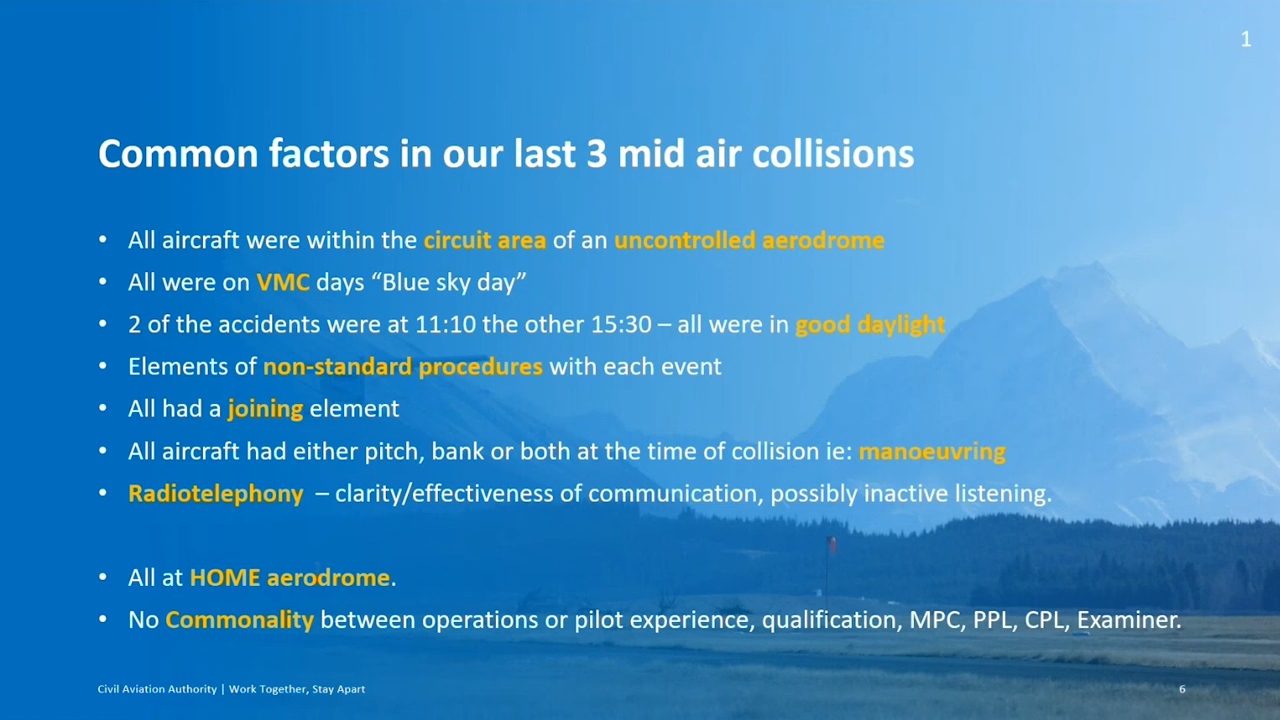 1
Common factors in our last 3 mid air collisions
• All aircraft were within the circuit area of an uncontrolled aerodrome
• All were on VMC days “Blue sky day”
• 2 of the accidents were at 11:10 the other 15:30 – all were in good daylight
• Elements of non-standard procedures with each event
• All had a joining element
• All aircraft had either pitch, bank or both at the time of collision ie: manoeuvring
• Radiotelephony – clarity/effectiveness of communication, possibly inactive listening.
• All at HOME aerodrome.
• No Commonality between operations or pilot experience, qualification, MPC, PPL, CPL, Examiner.
Civil Aviation Authority | Work Together, Stay Apart
6